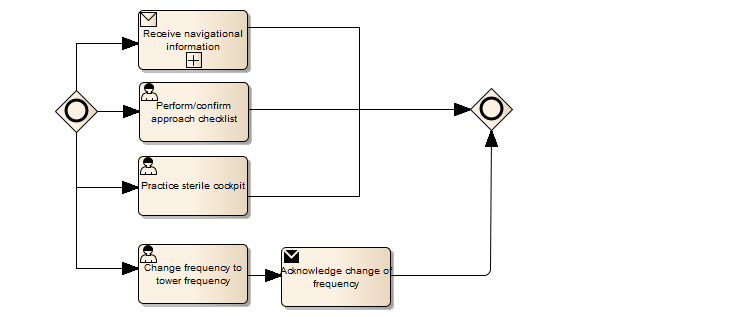 Receive navigational
information
Perform/confirm
approach checklist
Practice sterile cockpit
Change frequency to
tower frequency
Acknowledge change of
frequency